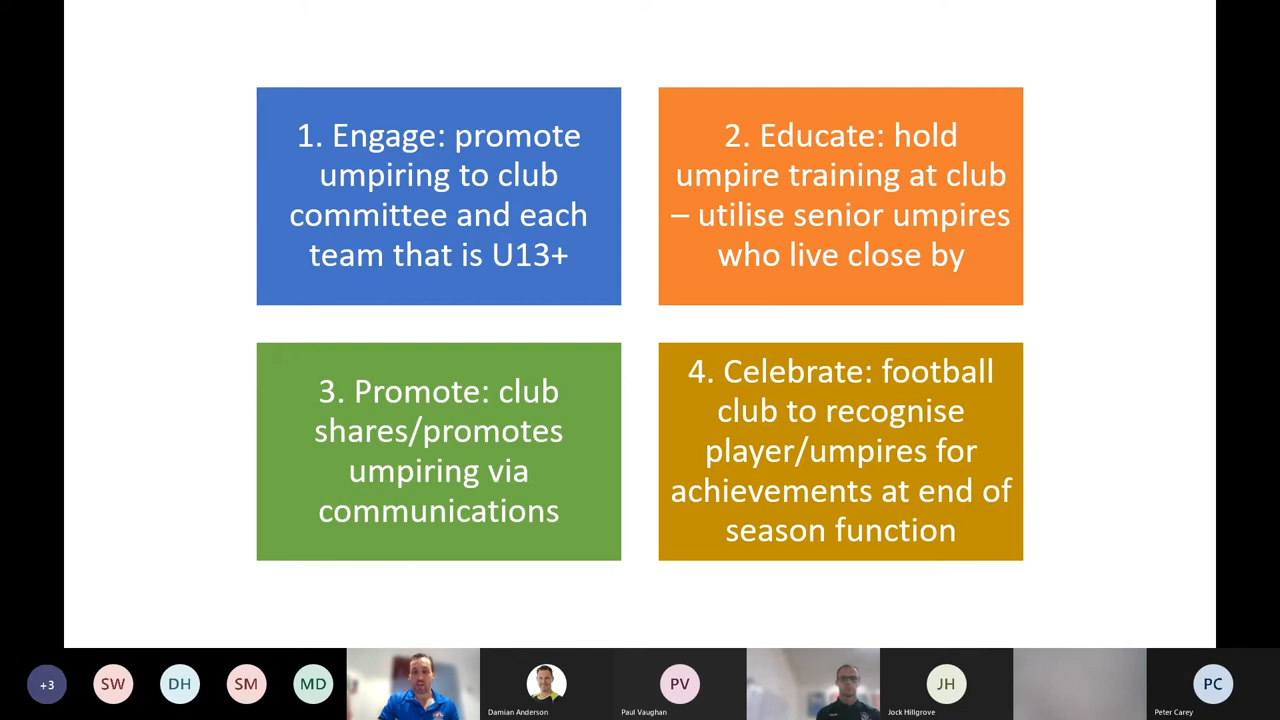 1. Engage: promote
umpiring to club
committee and each
team that is U13+
2. Educate: hold
umpire training at club
– utilise senior umpires
who live close by
3. Promote: club
shares/promotes
umpiring via
communications
4. Celebrate: football
club to recognise
player/umpires for
achievements at end of
season function
+3
SW
DH
SM
MD
Damian Anderson
PV
Paul Vaughan
JH
Jock Hillgrove
PC
Peter Carey